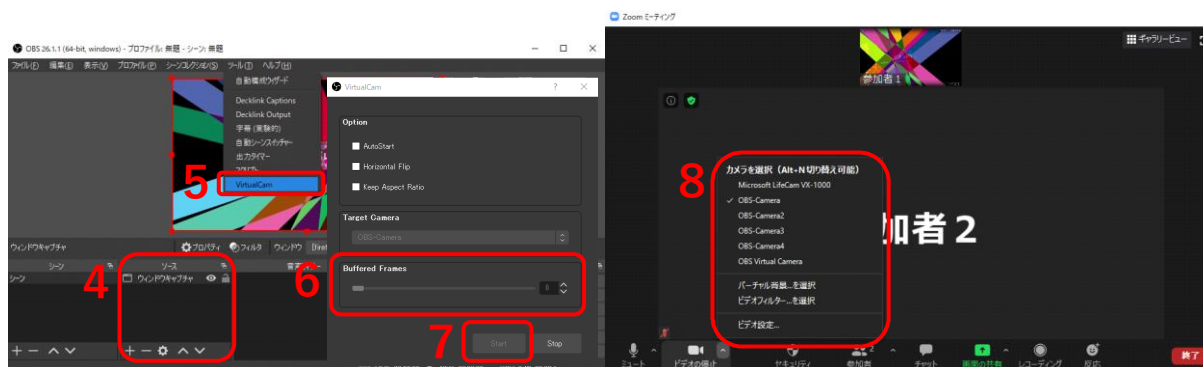 OBS 26.1.1 (64-bit, windows) - プロファイル: 無題 - シーン: 無題
ファイル(F) 編集(E) 表示(V) プロファイル(P) シーンコレクション(S) ツール(T) ヘルプ(H)
自動構成ウィザード
Decklink Captions
Decklink Output
字幕 (実験的)
自動シーンスイッチャー
出力タイマー
スクリプト
VirtualCam
5
ウィンドウキャプチャ
プロパティ フィルタ ウィンドウ
シーン
ソース
シーン
ウィンドウキャプチャ
4
VirtualCam
Option
AutoStart
Horizontal Flip
Keep Aspect Ratio
Target Camera
OBS-Camera
Buffered Frames
6
7
Start
Stop
Zoom ミーティング
参加者 1
ギャラリービュー
8
カメラを選択（Alt+N切り替え可能）
Microsoft LifeCam VX-1000
✓ OBS-Camera
OBS-Camera2
OBS-Camera3
OBS-Camera4
OBS Virtual Camera
バーチャル背景...を選択
ビデオフィルター...を選択
ビデオ設定...
加者 2
ミュート
ビデオの停止
セキュリティ
2
参加者
チャット
画面の共有
レコーディング
反応
終了